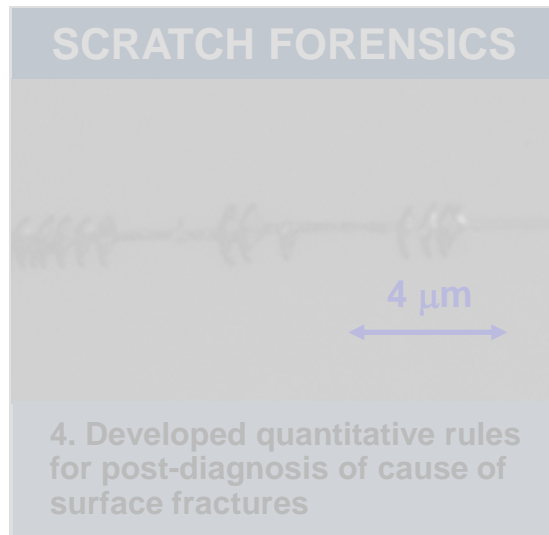 SCRATCH FORENSICS
4 μm
4. Developed quantitative rules
for post-diagnosis of cause of
surface fractures